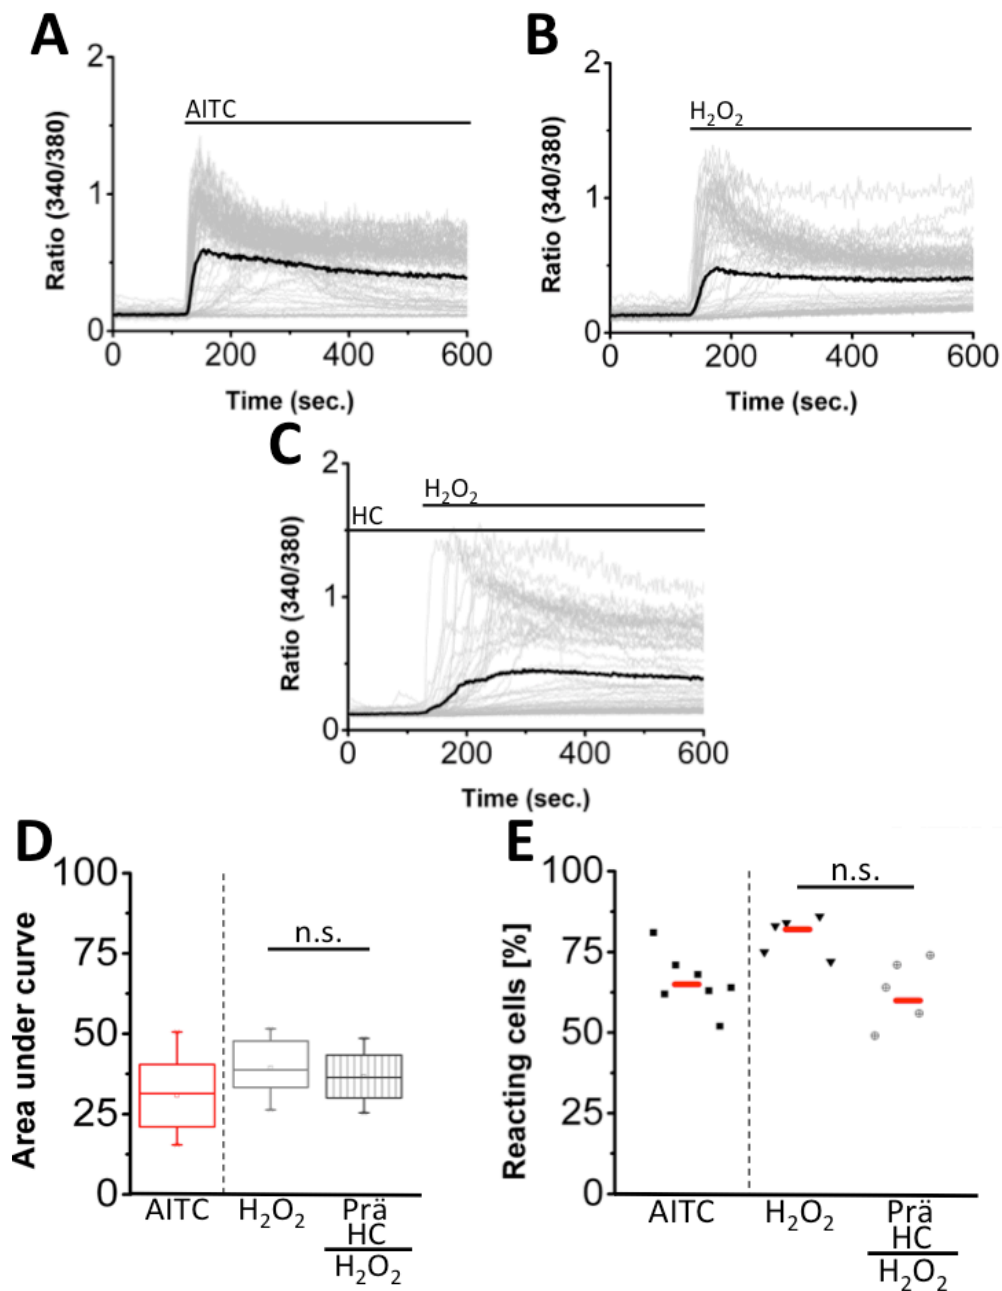 A
B
2
1
0
Ratio (340/380)
AITC
0 200 400 600
Time (sec.)
2
1
0
Ratio (340/380)
H₂O₂
0 200 400 600
Time (sec.)
C
2
1
0
Ratio (340/380)
H₂O₂
HC
0 200 400 600
Time (sec.)
D
100
75
50
25
0
Area under curve
n.s.
AITC
H₂O₂
Prä
HC
H₂O₂
E
100
75
50
25
0
Reacting cells [%]
n.s.
AITC
H₂O₂
Prä
HC
H₂O₂